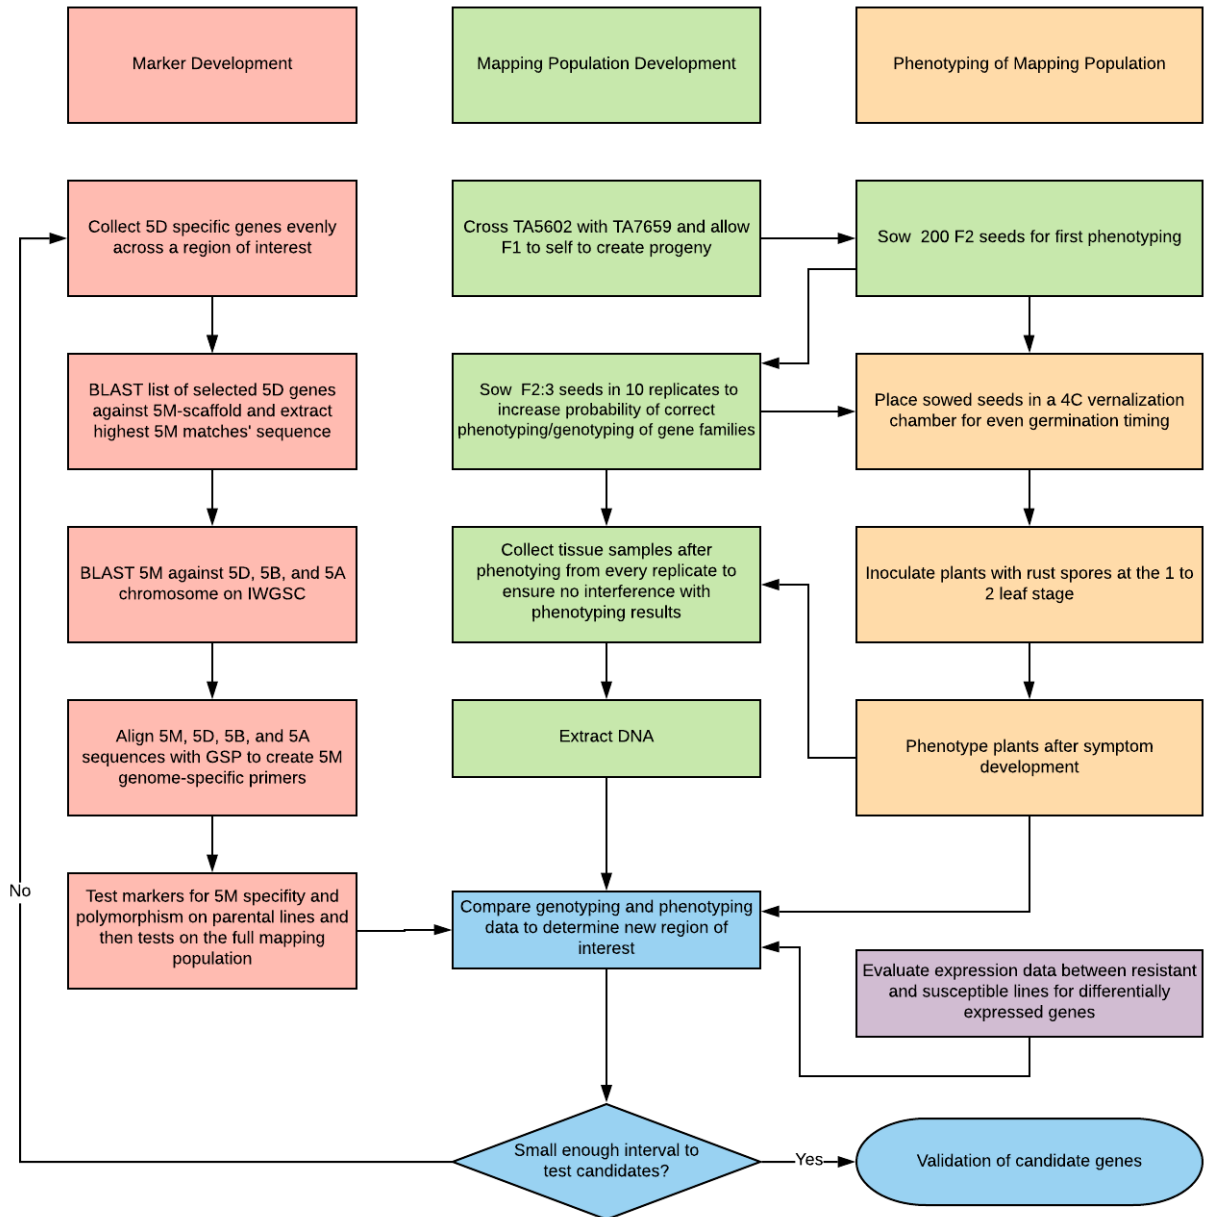 Marker Development
Mapping Population Development
Phenotyping of Mapping Population
Collect 5D specific genes evenly
across a region of interest
Cross TA5602 with TA7659 and allow
F1 to self to create progeny
Sow 200 F2 seeds for first phenotyping
BLAST list of selected 5D genes
against 5M-scaffold and extract
highest 5M matches' sequence
Sow F2:3 seeds in 10 replicates to
increase probability of correct
phenotyping/genotyping of gene families
Place sowed seeds in a 4C vernalization
chamber for even germination timing
BLAST 5M against 5D, 5B, and 5A
chromosome on IWGSC
Collect tissue samples after
phenotying from every replicate to
ensure no interference with
phenotyping results
Inoculate plants with rust spores at the 1 to
2 leaf stage
Align 5M, 5D, 5B, and 5A
sequences with GSP to create 5M
genome-specific primers
Extract DNA
Phenotype plants after symptom
development
No
Test markers for 5M specifity and
polymorphism on parental lines and
then tests on the full mapping
population
Compare genotyping and phenotyping
data to determine new region of
interest
Evaluate expression data between resistant
and susceptible lines for differentially
expressed genes
Small enough interval to
test candidates?
Yes
Validation of candidate genes